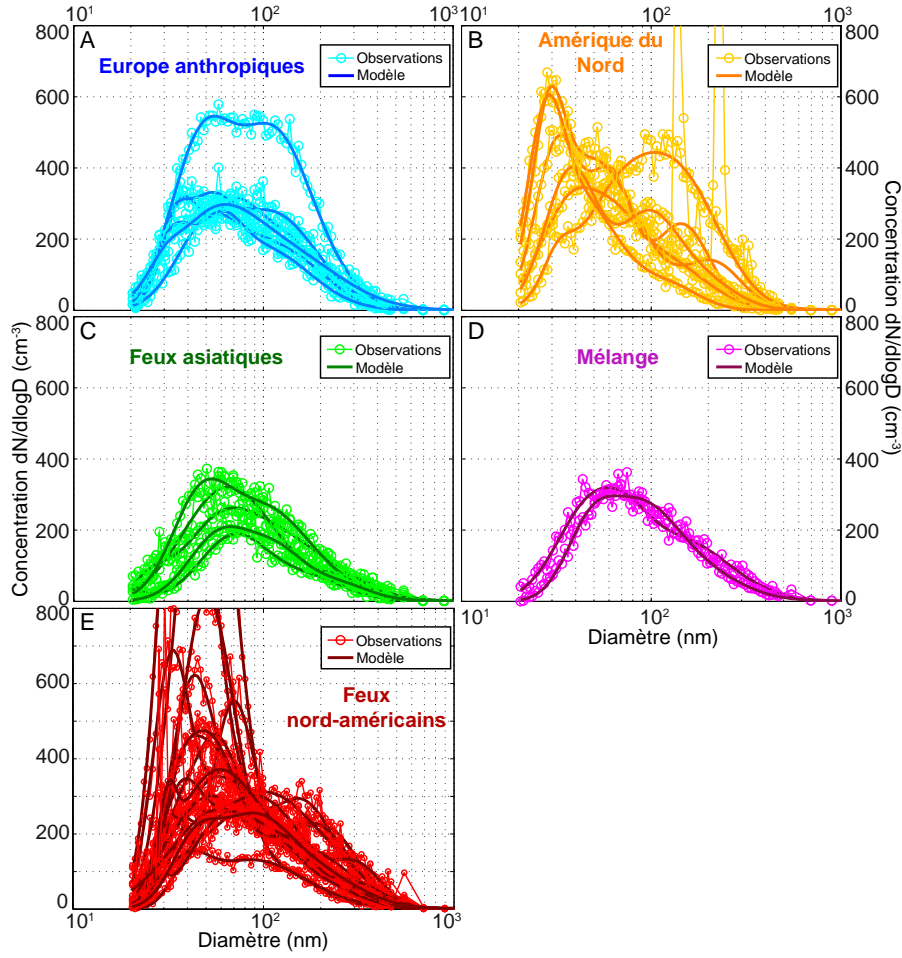 10¹ 10² 10³ 10¹ 10² 10³
800
A
Europe anthropiques
Observations
Modèle
600
400
200
0
B
Amérique du
Nord
Observations
Modèle
800
600
400
200
0
Concentration dN/dlogD (cm⁻³)
800
C
Feux asiatiques
Observations
Modèle
600
400
200
0
D
Mélange
Observations
Modèle
800
600
400
200
0
10¹ 10² 10³
Diamètre (nm)
Concentration dN/dlogD (cm⁻³)
800
E
Observations
Modèle
Feux
nord-américains
600
400
200
0
10¹ 10² 10³
Diamètre (nm)